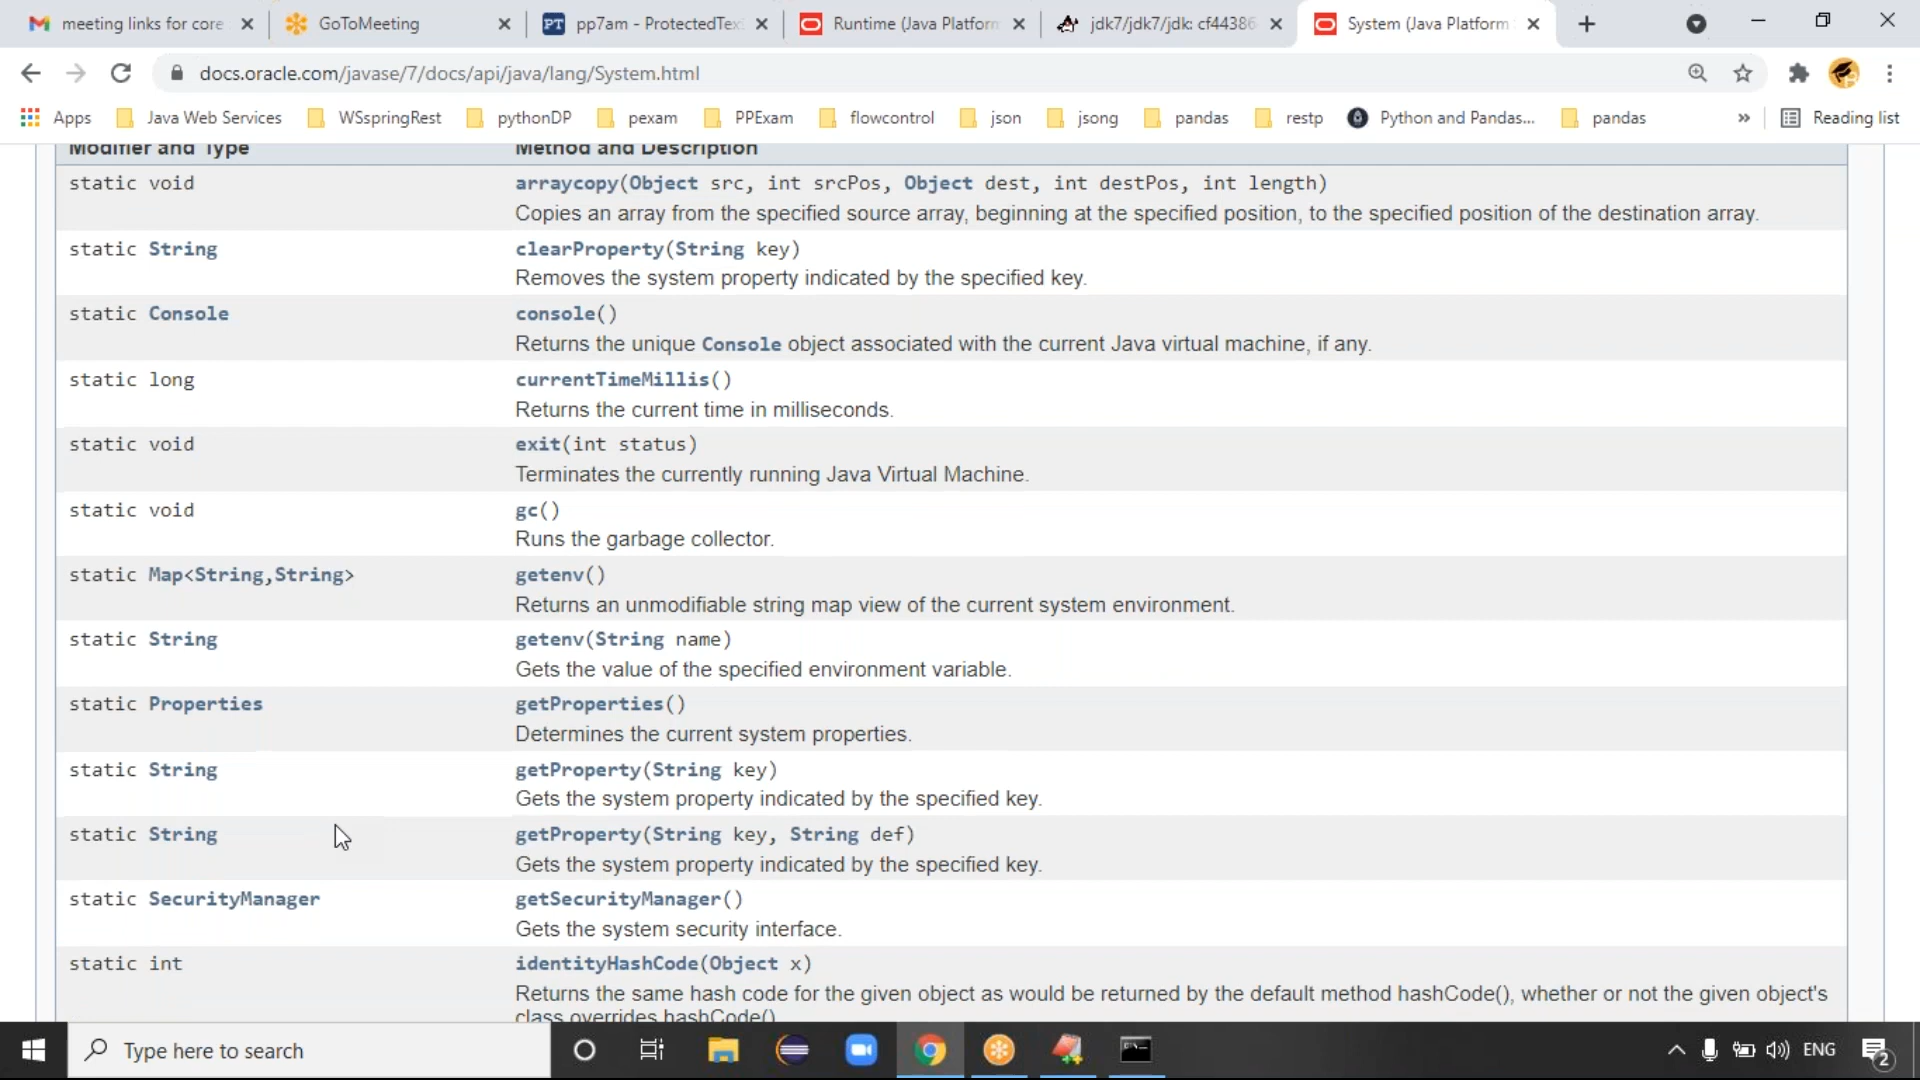 meeting links for core
GoToMeeting
PT pp7am - ProtectedTex
Runtime (Java Platform
jdk7/jdk7/jdk: cf44386
System (Java Platform
docs.oracle.com/javase/7/docs/api/java/lang/System.html
Apps
Java Web Services
WSspringRest
pythonDP
pexam
PPExam
flowcontrol
json
jsong
pandas
restp
Python and Pandas...
pandas
»
Reading list
Modifier and Type Method and Description
static void arraycopy(Object src, int srcPos, Object dest, int destPos, int length)
Copies an array from the specified source array, beginning at the specified position, to the specified position of the destination array.
static String clearProperty(String key)
Removes the system property indicated by the specified key.
static Console console()
Returns the unique Console object associated with the current Java virtual machine, if any.
static long currentTimeMillis()
Returns the current time in milliseconds.
static void exit(int status)
Terminates the currently running Java Virtual Machine.
static void gc()
Runs the garbage collector.
static Map<String,String> getenv()
Returns an unmodifiable string map view of the current system environment.
static String getenv(String name)
Gets the value of the specified environment variable.
static Properties getProperties()
Determines the current system properties.
static String getProperty(String key)
Gets the system property indicated by the specified key.
static String getProperty(String key, String def)
Gets the system property indicated by the specified key.
static SecurityManager getSecurityManager()
Gets the system security interface.
static int identityHashCode(Object x)
Returns the same hash code for the given object as would be returned by the default method hashCode(), whether or not the given object's
class overrides hashCode().
Type here to search
ENG
2